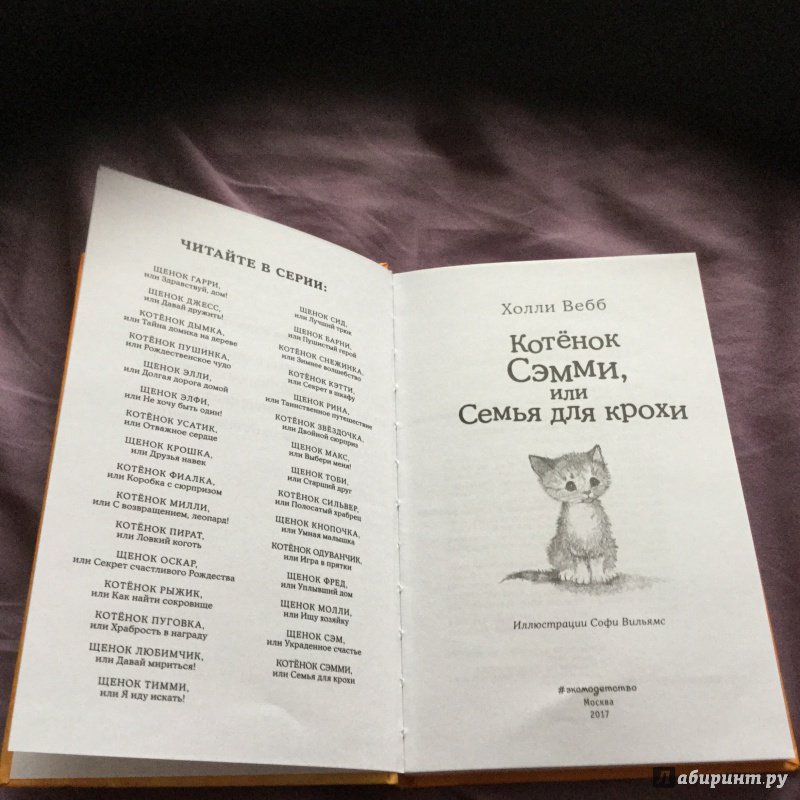 ЧИТАЙТЕ В СЕРИИ:
ЩЕНОК ГАРРИ,
или Здравствуй, дом!
ЩЕНОК ДЖЕСС,
или Давай дружить!
КОТЁНОК ДЫМКА,
или Тайна домика на дереве
КОТЁНОК ПУШИНКА,
или Рождественское чудо
ЩЕНОК ЭЛЛИ,
или Долгая дорога домой
ЩЕНОК ЭЛФИ,
или Не хочу быть один!
КОТЁНОК УСАТИК,
или Отважное сердце
ЩЕНОК КРОШКА,
или Друзья навек
КОТЁНОК ФИАЛКА,
или Коробка с сюрпризом
КОТЁНОК МИЛЛИ,
или С возвращением, леопард!
КОТЁНОК ПИРАТ,
или Ловкий коготь
ЩЕНОК ОСКАР,
или Секрет счастливого Рождества
КОТЁНОК РЫЖИК,
или Как найти сокровище
КОТЁНОК ПУГОВКА,
или Храбрость в награду
ЩЕНОК ЛЮБИМЧИК,
или Давай мириться!
ЩЕНОК ТИММИ,
или Я иду искать!
ЩЕНОК СИД,
или Лучший трюк
ЩЕНОК БАРНИ,
или Пушистый герой
КОТЁНОК СНЕЖИНКА,
или Зимнее волшебство
КОТЁНОК КЭТТИ,
или Секрет в шкафу
ЩЕНОК РИНА,
или Таинственное путешествие
КОТЁНОК ЗВЁЗДОЧКА,
или Двойной сюрприз
ЩЕНОК МАКС,
или Выбери меня!
ЩЕНОК ТОБИ,
или Старший друг
КОТЁНОК СИЛЬВЕР,
или Полосатый храбрец
ЩЕНОК КНОПОЧКА,
или Умная малышка
КОТЁНОК ОДУВАНЧИК,
или Игра в прятки
ЩЕНОК ФРЕД,
или Уплывший дом
ЩЕНОК МОЛЛИ,
или Ищу хозяйку
ЩЕНОК СЭМ,
или Украденное счастье
КОТЁНОК СЭММИ,
или Семья для крохи
Холли Вебб
Котёнок
Сэмми,
или
Семья для крохи
Иллюстрации Софи Вильямс
#эксмодетство
Москва
2017
Лабиринт.ру